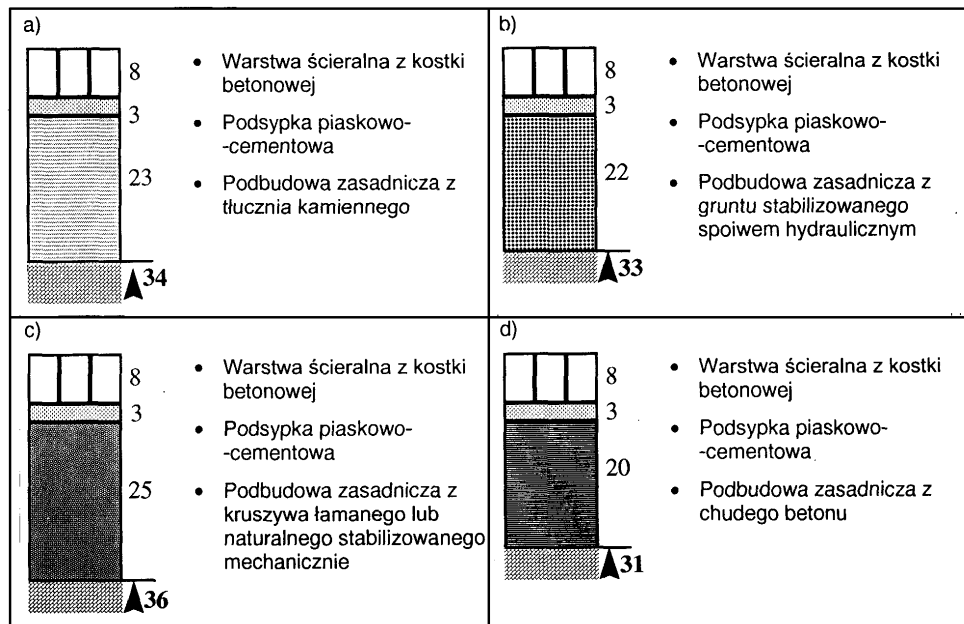 a)
8
3
23
34
• Warstwa ścieralna z kostki
betonowej
• Podsypka piaskowo-
-cementowa
• Podbudowa zasadnicza z
tłucznia kamiennego
b)
8
3
22
33
• Warstwa ścieralna z kostki
betonowej
• Podsypka piaskowo-
-cementowa
• Podbudowa zasadnicza z
gruntu stabilizowanego
spoiwem hydraulicznym
c)
8
3
25
36
• Warstwa ścieralna z kostki
betonowej
• Podsypka piaskowo-
-cementowa
• Podbudowa zasadnicza z
kruszywa łamanego lub
naturalnego stabilizowanego
mechanicznie
d)
8
3
20
31
• Warstwa ścieralna z kostki
betonowej
• Podsypka piaskowo-
-cementowa
• Podbudowa zasadnicza z
chudego betonu